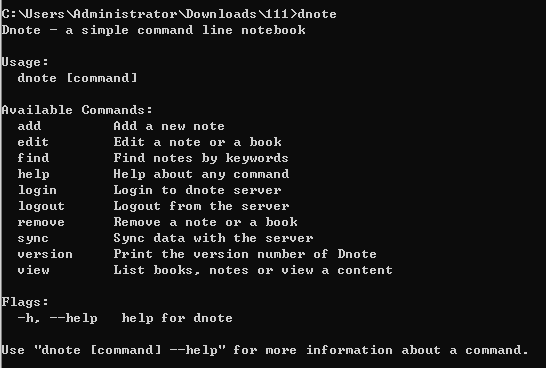 C:\Users\Administrator\Downloads\111>dnote
Dnote - a simple command line notebook
Usage:
dnote [command]
Available Commands:
add Add a new note
edit Edit a note or a book
find Find notes by keywords
help Help about any command
login Login to dnote server
logout Logout from the server
remove Remove a note or a book
sync Sync data with the server
version Print the version number of Dnote
view List books, notes or view a content
Flags:
-h, --help help for dnote
Use "dnote [command] --help" for more information about a command.